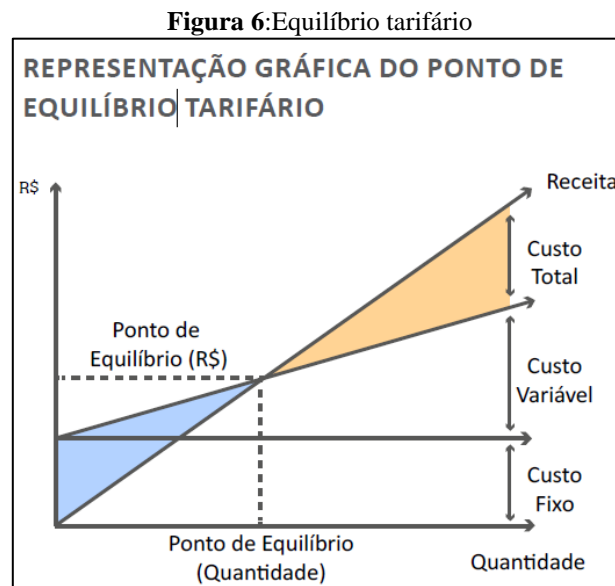 Figura 6:Equilíbrio tarifário
REPRESENTAÇÃO GRÁFICA DO PONTO DE
EQUILÍBRIO TARIFÁRIO
R$
Receita
Custo
Total
Ponto de
Equilíbrio (R$)
Custo
Variável
Custo
Fixo
Ponto de Equilíbrio
(Quantidade)
Quantidade